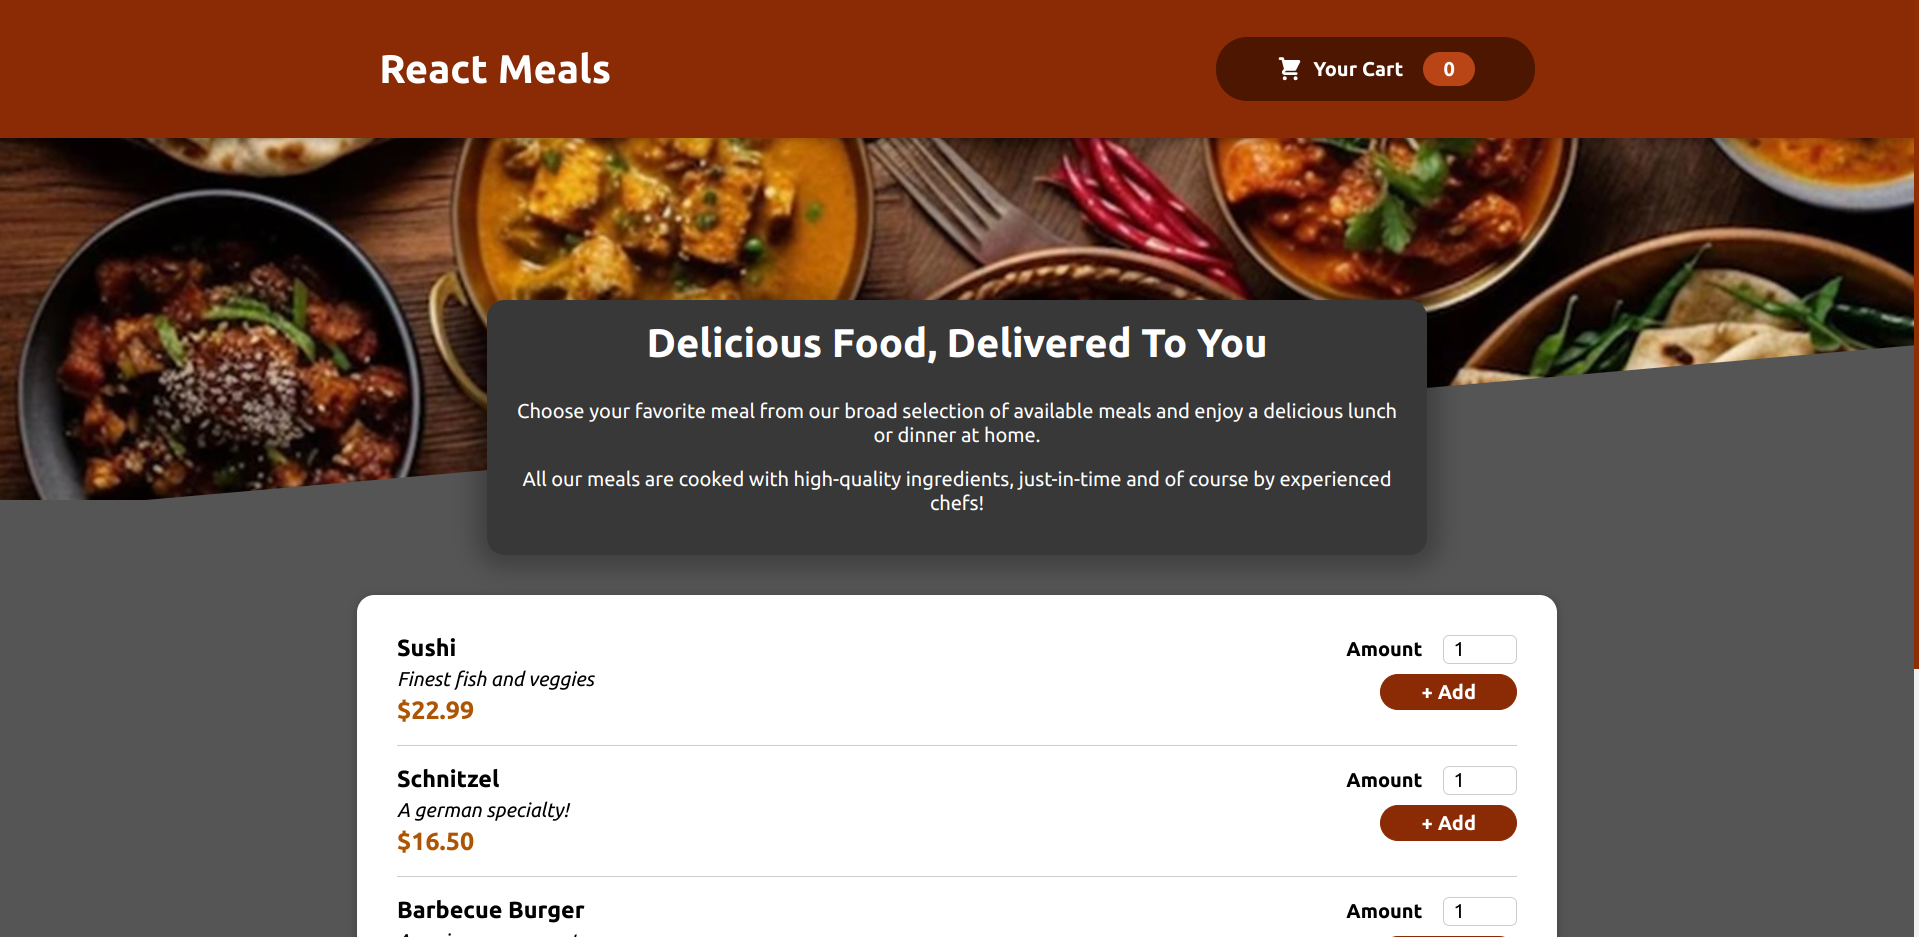 React Meals
Your Cart 0
Delicious Food, Delivered To You
Choose your favorite meal from our broad selection of available meals and enjoy a delicious lunch
or dinner at home.
All our meals are cooked with high-quality ingredients, just-in-time and of course by experienced
chefs!
Sushi
Finest fish and veggies
$22.99
Amount 1
+ Add
Schnitzel
A german specialty!
$16.50
Amount 1
+ Add
Barbecue Burger
Amount 1